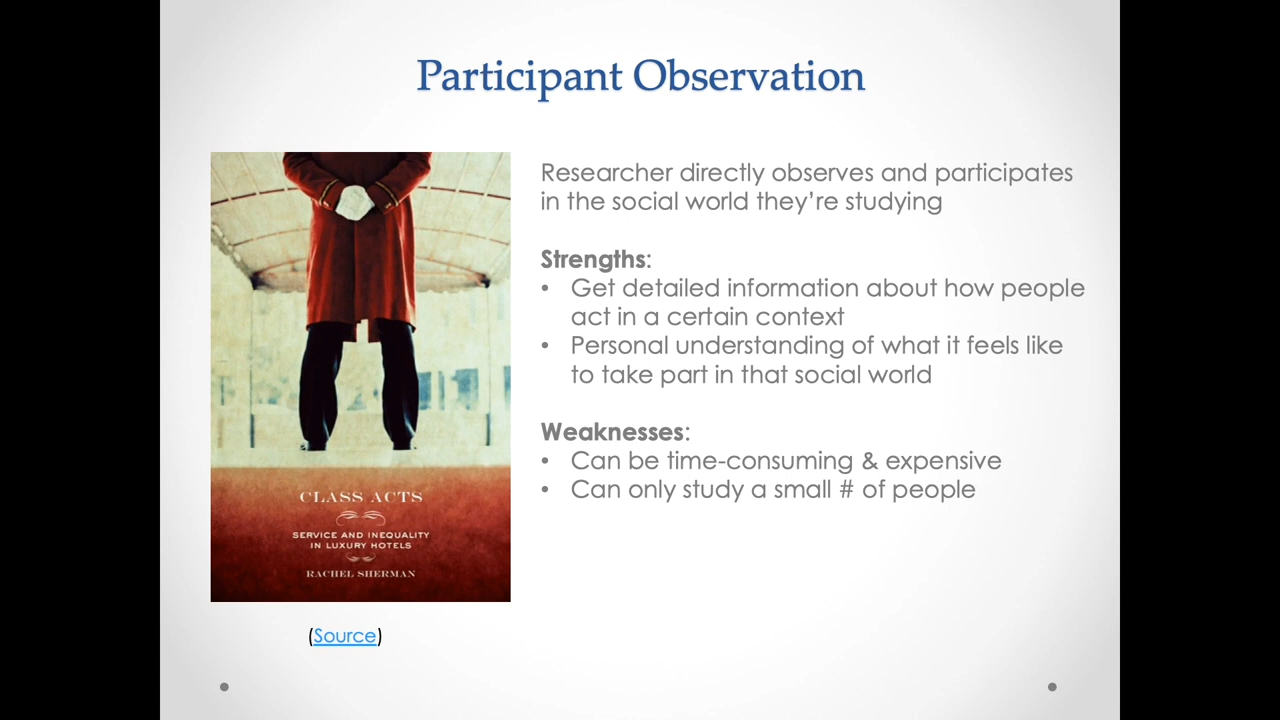 Participant Observation
Researcher directly observes and participates
in the social world they’re studying
Strengths:
• Get detailed information about how people
act in a certain context
• Personal understanding of what it feels like
to take part in that social world
Weaknesses:
• Can be time-consuming & expensive
• Can only study a small # of people
CLASS ACTS
SERVICE AND INEQUALITY
IN LUXURY HOTELS
RACHEL SHERMAN
(Source)